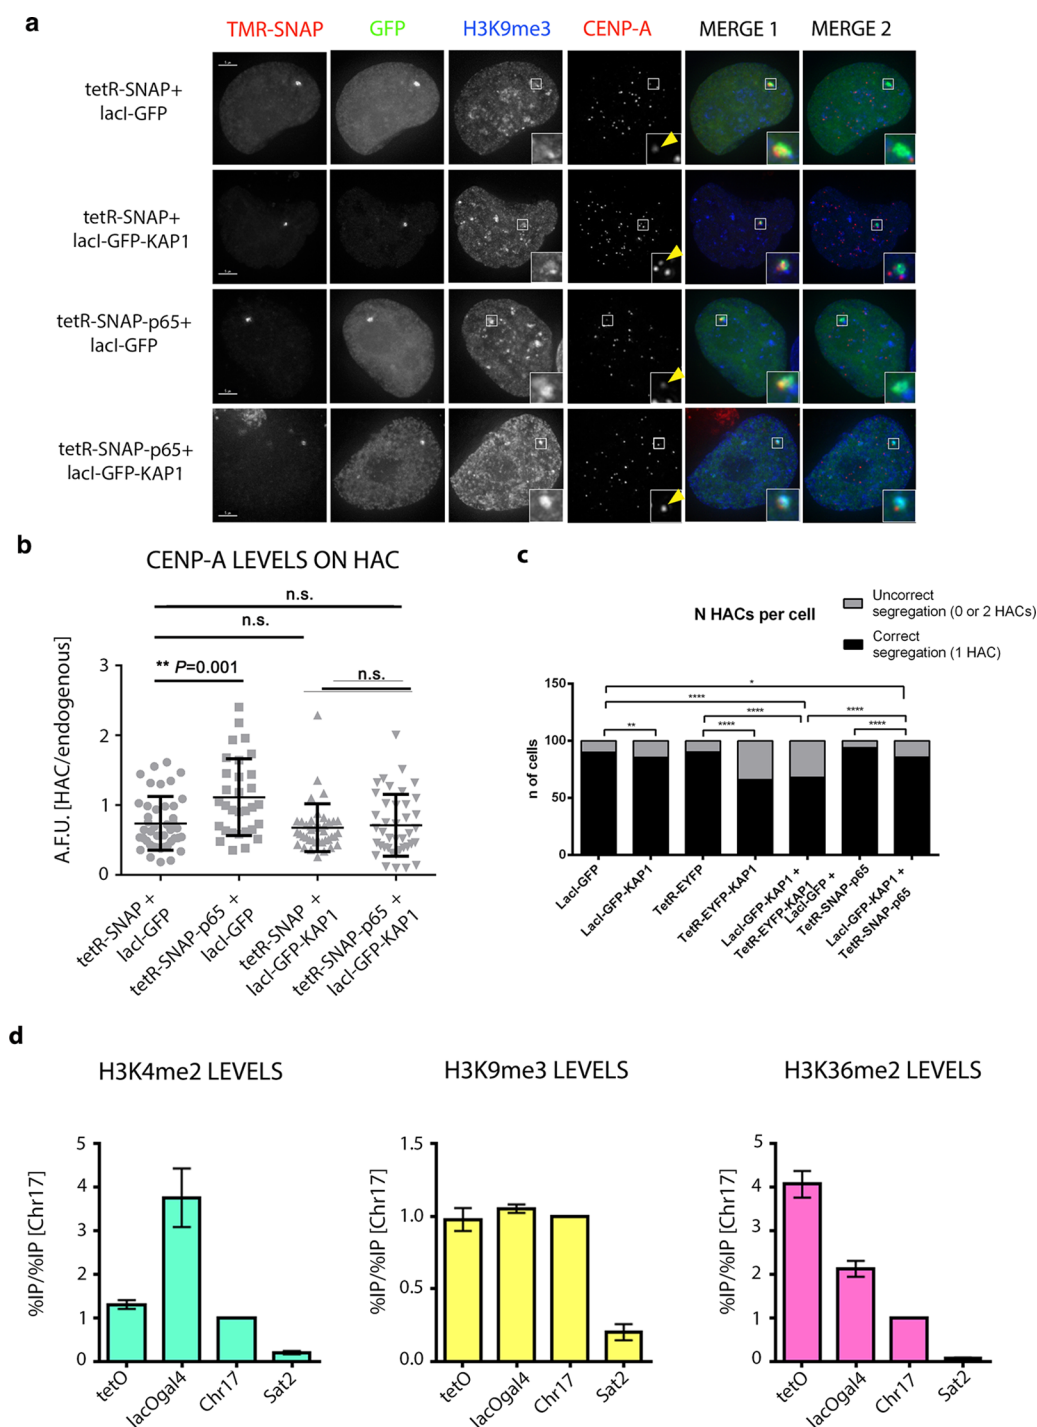 a
TMR-SNAP GFP H3K9me3 CENP-A MERGE 1 MERGE 2
tetR-SNAP+
lacI-GFP
tetR-SNAP+
lacI-GFP-KAP1
tetR-SNAP-p65+
lacI-GFP
tetR-SNAP-p65+
lacI-GFP-KAP1
b
CENP-A LEVELS ON HAC
n.s.
n.s.
** P=0.001
n.s.
A.F.U. [HAC/endogenous]
3
2
1
0
tetR-SNAP +
lacI-GFP
tetR-SNAP-p65 +
lacI-GFP
tetR-SNAP +
lacI-GFP-KAP1
tetR-SNAP-p65 +
lacI-GFP-KAP1
c
N HACs per cell
Uncorrect
segregation (0 or 2 HACs)
Correct
segregation (1 HAC)
n of cells
150
100
50
0
*
****
****
****
**
****
****
LacI-GFP
LacI-GFP-KAP1
TetR-EYFP
TetR-EYFP-KAP1
LacI-GFP-KAP1 +
TetR-EYFP-KAP1
LacI-GFP +
TetR-SNAP-p65
LacI-GFP-KAP1 +
TetR-SNAP-p65
d
H3K4me2 LEVELS
%IP/%IP [Chr17]
5
4
3
2
1
0
tetO
lacOgal4
Chr17
Sat2
H3K9me3 LEVELS
%IP/%IP [Chr17]
1.5
1.0
0.5
0.0
tetO
lacOgal4
Chr17
Sat2
H3K36me2 LEVELS
%IP/%IP [Chr17]
5
4
3
2
1
0
tetO
lacOgal4
Chr17
Sat2